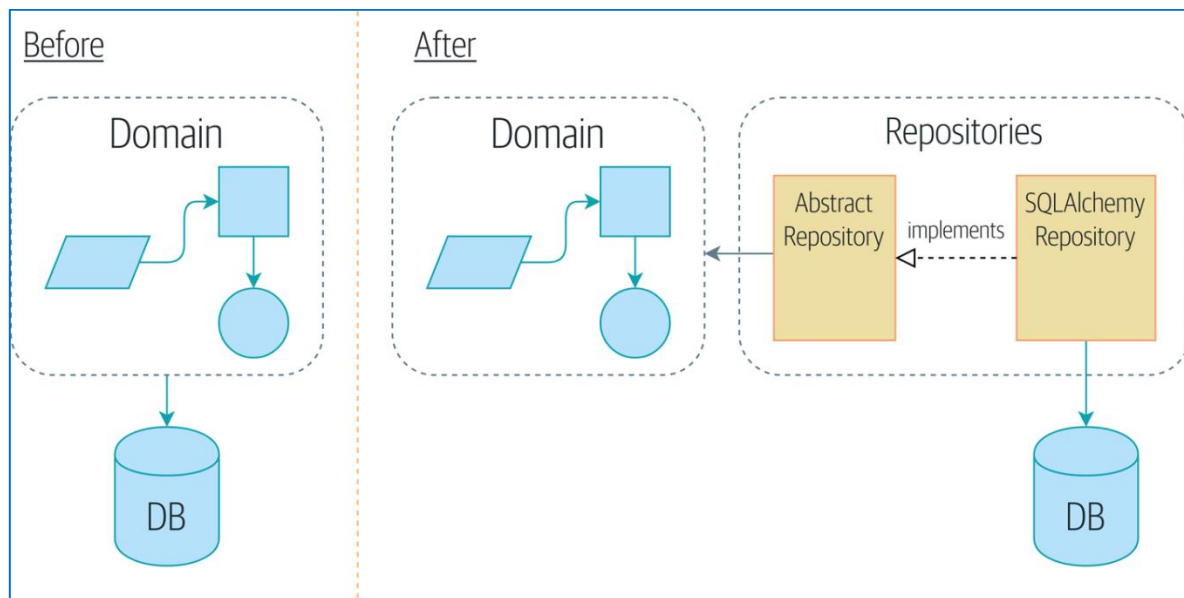 Before
Domain
DB
After
Domain
Repositories
Abstract
Repository
implements
SQLAlchemy
Repository
DB